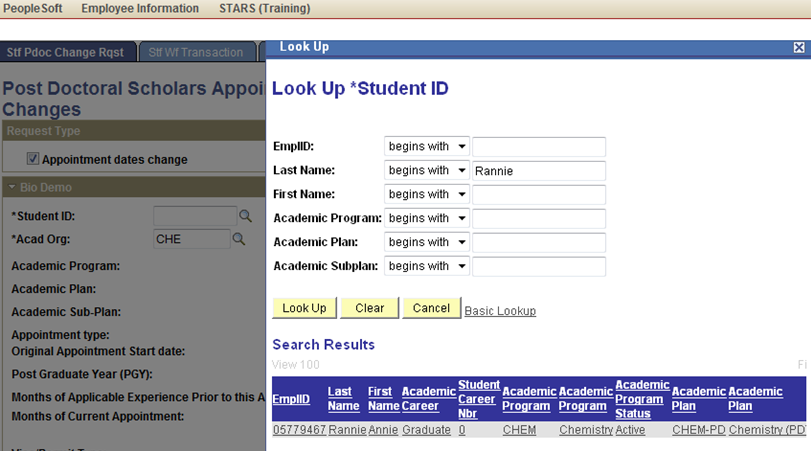 PeopleSoft Employee Information STARS (Training)
Stf Pdoc Change Rqst Stf Wf Transaction
Post Doctoral Scholars Appoi
Changes
Request Type
Appointment dates change
Bio Demo
*Student ID:
*Acad Org: CHE
Academic Program:
Academic Plan:
Academic Sub-Plan:
Appointment type:
Original Appointment Start date:
Post Graduate Year (PGY):
Months of Applicable Experience Prior to this A
Months of Current Appointment:
Look Up
Look Up *Student ID
EmplID: begins with
Last Name: begins with Rannie
First Name: begins with
Academic Program: begins with
Academic Plan: begins with
Academic Subplan: begins with
Look Up Clear Cancel Basic Lookup
Search Results
View 100 Fi
EmplID Last Name First Name Academic Career Student Career Nbr Academic Program Academic Program Academic Program Status Academic Plan Academic Plan
05779467 Rannie Annie Graduate 0 CHEM Chemistry Active CHEM-PD Chemistry (PD)